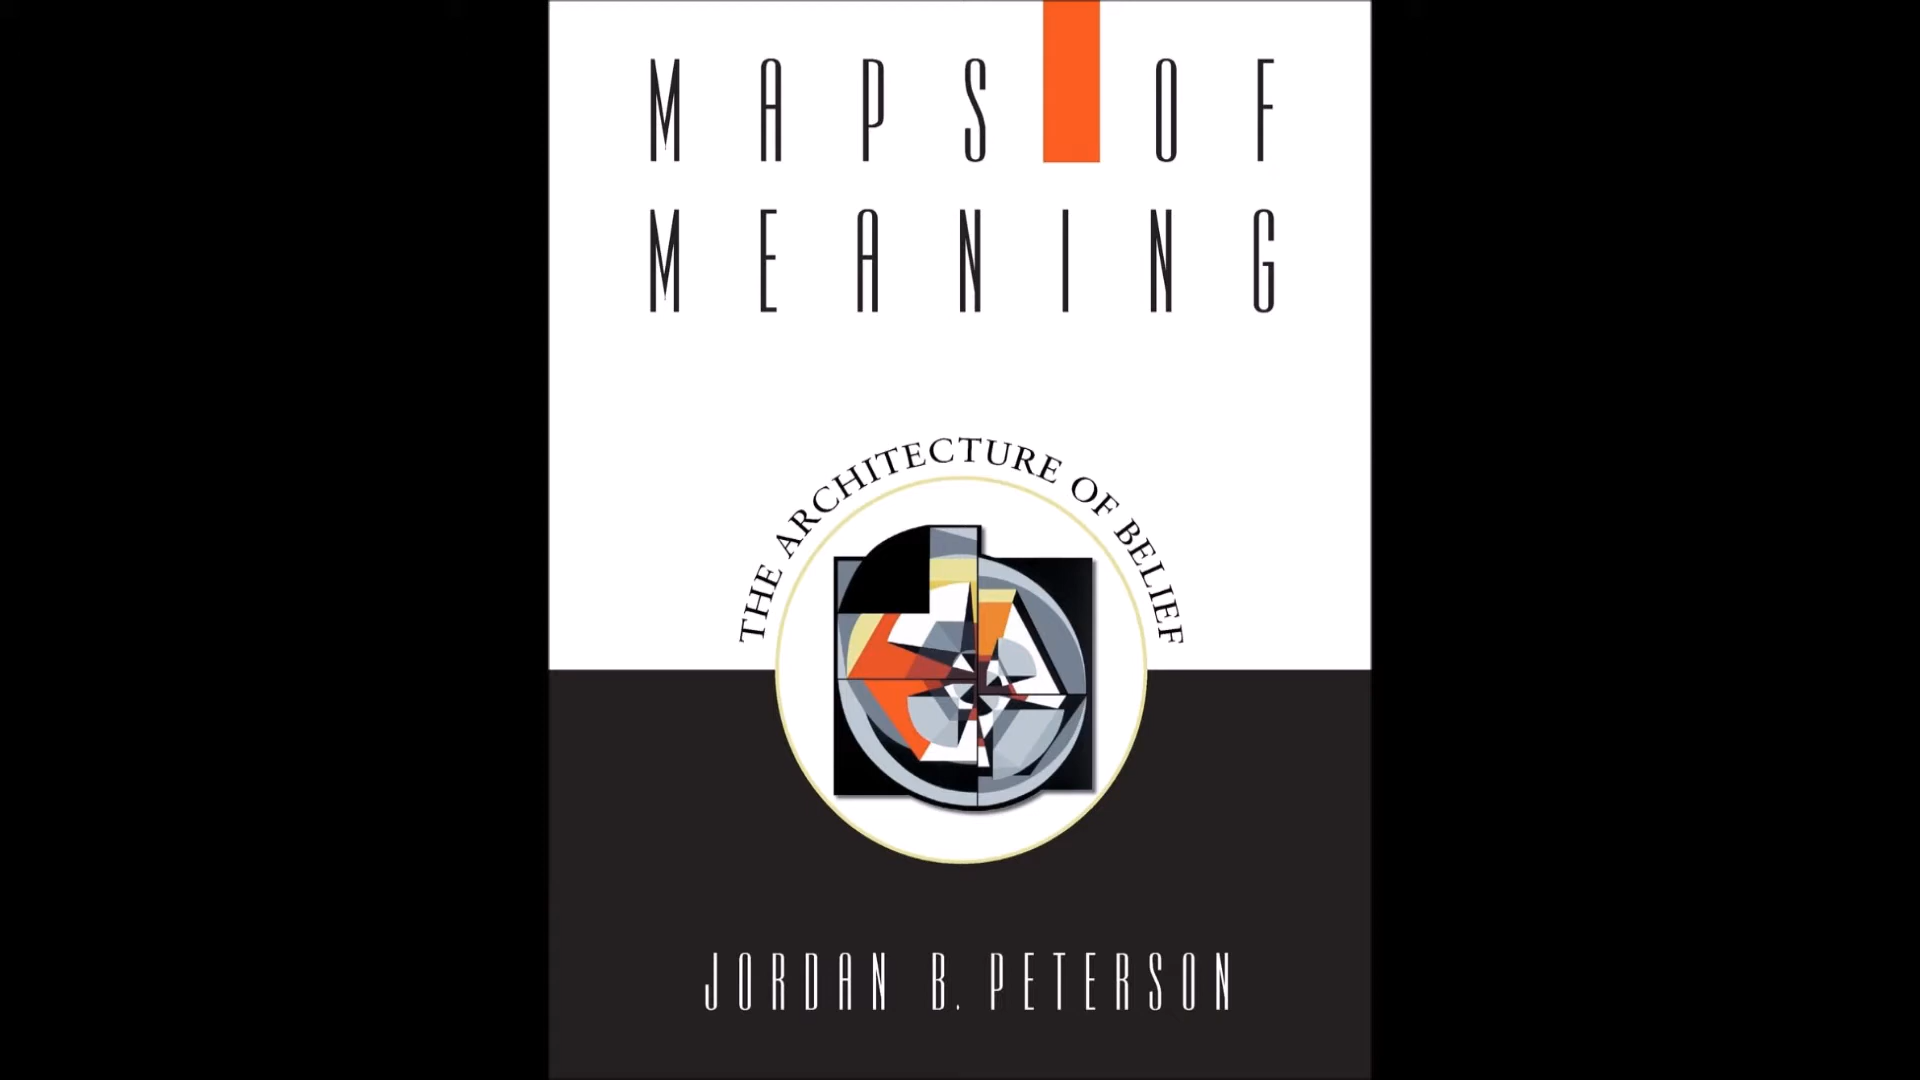 MAPS OF
MEANING
THE ARCHITECTURE OF BELIEF
JORDAN B. PETERSON